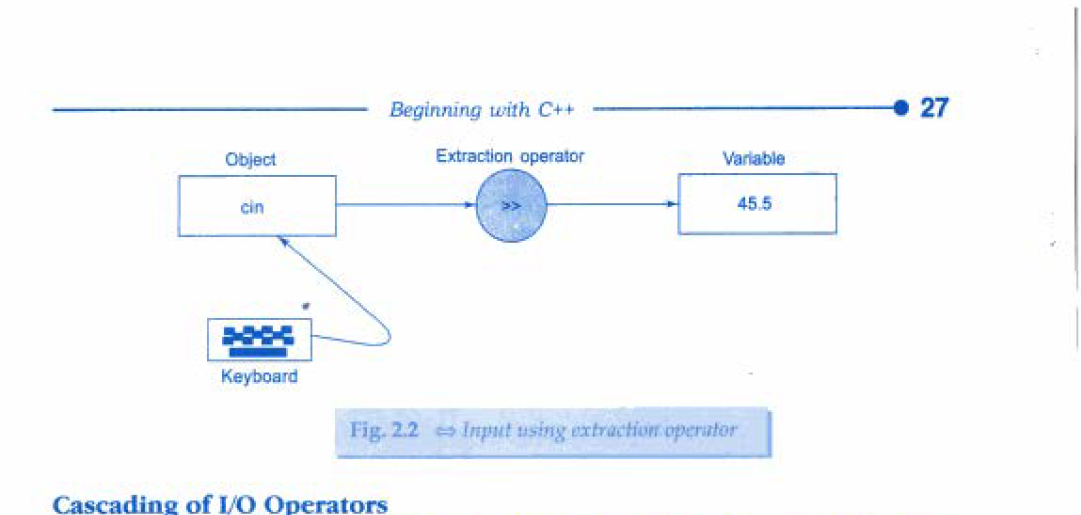 Beginning with C++ 27
Object Extraction operator Variable
cin >> 45.5
Keyboard
Fig. 2.2 ⇔ Input using extraction operator
Cascading of I/O Operators